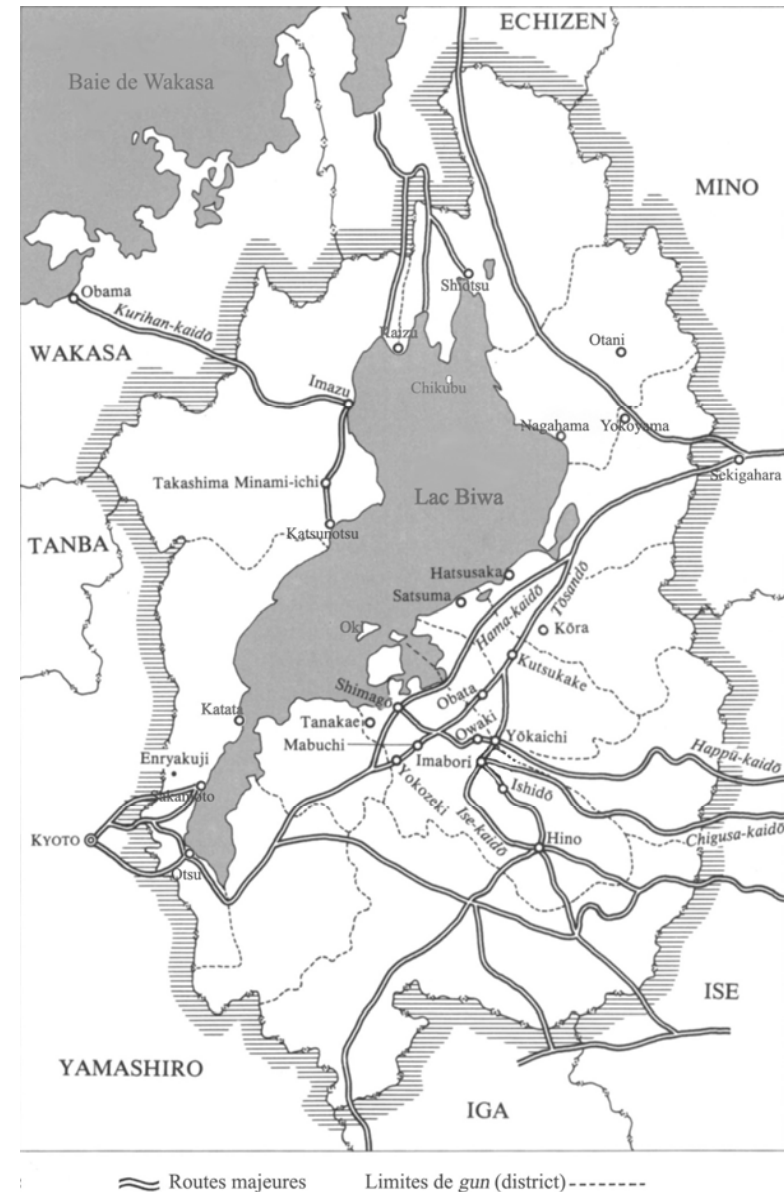 ECHIZEN
Baie de Wakasa
MINO
Shiotsu
Obama
Kurihan-kaidō
WAKASA
Kaizu
Otani
Imazu
Chikubu
Nagahama
Yokoyama
Sekigahara
Takashima Minami-ichi
Lac Biwa
Katsunotsu
TANBA
Hatsusaka
Satsuma
Hama-kaidō
Tōsandō
Oki
Kōra
Kutsukake
Shimagō
Obata
Katata
Tanakae
Owaki
Yōkaichi
Mabuchi
Happū-kaidō
Enryakuji
Imabori
Yokozeki
Ishidō
Sakamoto
Ise-kaidō
Chigusa-kaidō
KYOTO
Hino
Otsu
ISE
YAMASHIRO
IGA
Routes majeures
Limites de gun (district)